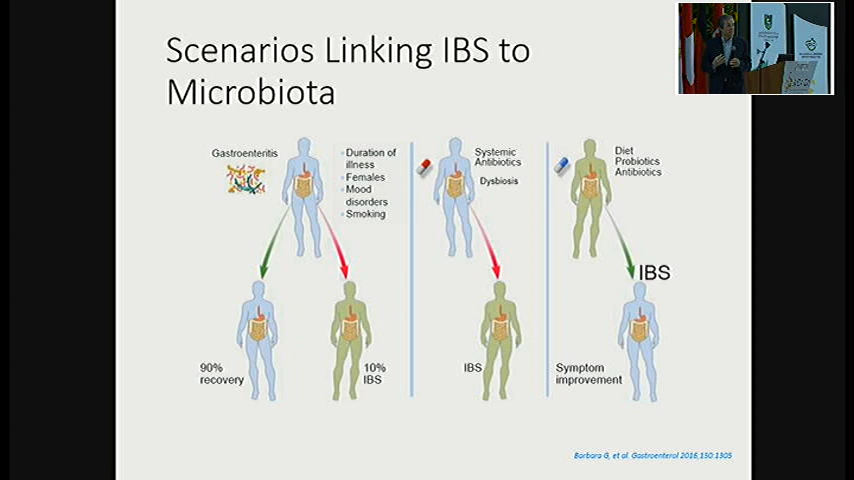 Scenarios Linking IBS to
Microbiota
Gastroenteritis
Duration of
illness
Females
Mood
disorders
Smoking
90%
recovery
10%
IBS
Systemic
Antibiotics
Dysbiosis
IBS
Diet
Probiotics
Antibiotics
IBS
Symptom
improvement
Barbara G, et al. Gastroenterol 2016;150:1305